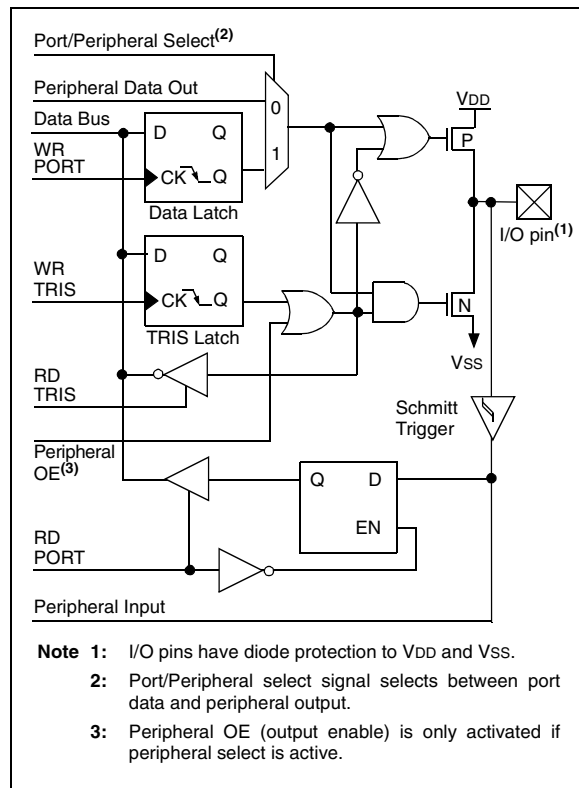 Port/Peripheral Select(2)
Peripheral Data Out
Data Bus
WR
PORT
D Q
CK Q
Data Latch
0
1
VDD
P
I/O pin(1)
WR
TRIS
D Q
CK Q
TRIS Latch
N
VSS
RD
TRIS
Schmitt
Trigger
Peripheral
OE(3)
Q D
EN
RD
PORT
Peripheral Input
Note 1: I/O pins have diode protection to VDD and VSS.
2: Port/Peripheral select signal selects between port
data and peripheral output.
3: Peripheral OE (output enable) is only activated if
peripheral select is active.